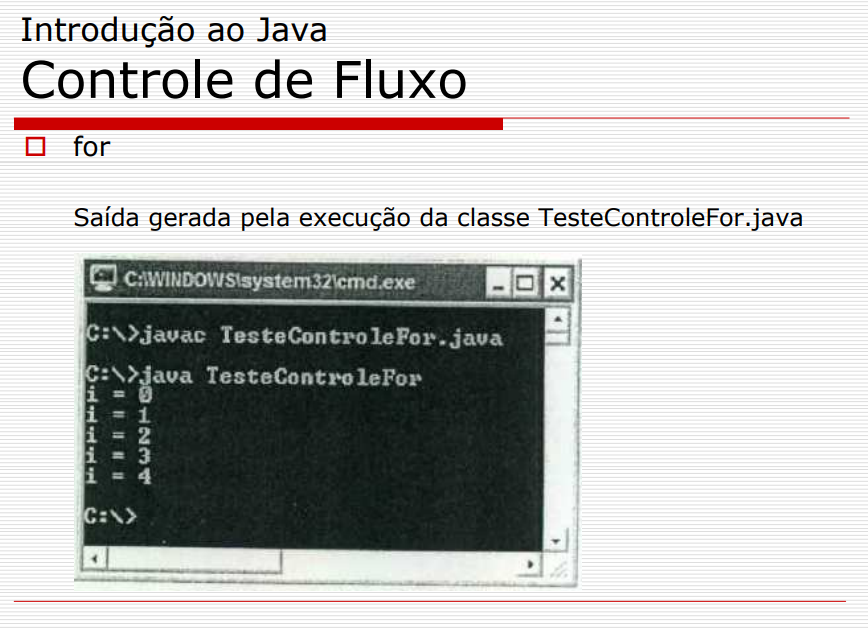 Introdução ao Java
Controle de Fluxo
for
Saída gerada pela execução da classe TesteControleFor.java
C:\WINDOWS\system32\cmd.exe
C:\>javac TesteControleFor.java
C:\>java TesteControleFor
i = 0
i = 1
i = 2
i = 3
i = 4
C:\>